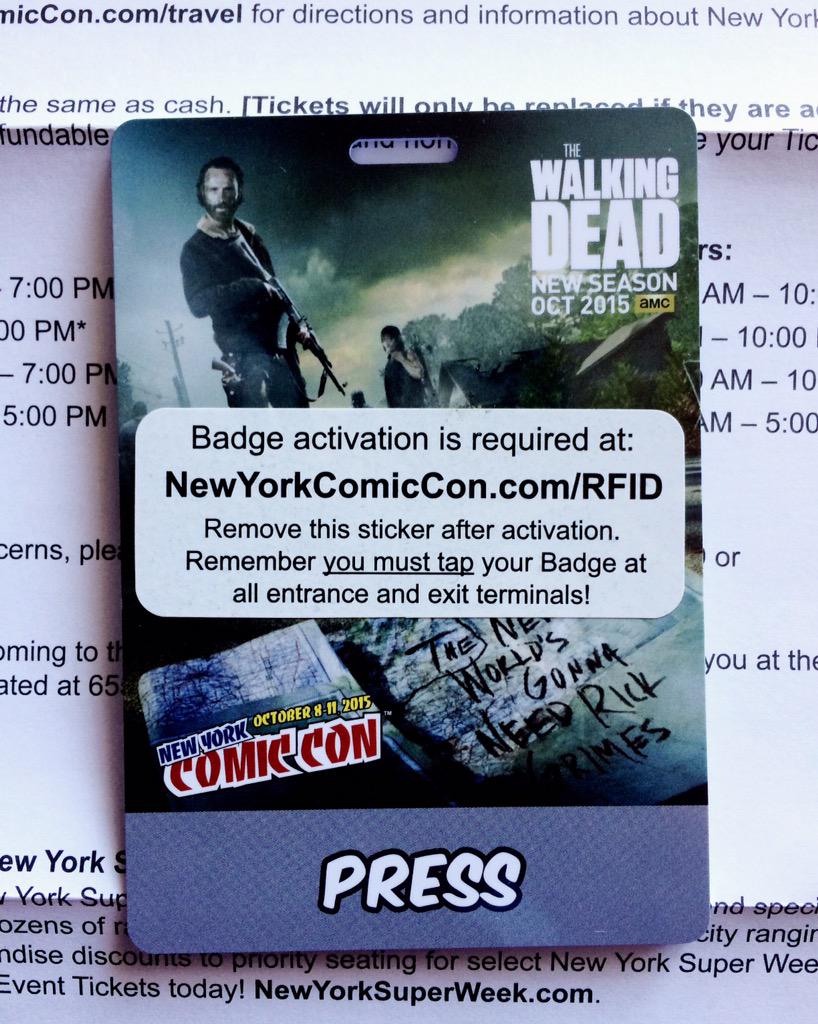 micCon.com/travel for directions and information about New York
the same as cash. [Tickets will only be replaced if they are
fundable
your Tic
THE
WALKING
DEAD
NEW SEASON
OCT 2015 amc
rs:
7:00 PM
AM – 10:
00 PM*
– 10:00
– 7:00 PM
AM – 10
5:00 PM
AM – 5:00
Badge activation is required at:
NewYorkComicCon.com/RFID
Remove this sticker after activation.
Remember you must tap your Badge at
all entrance and exit terminals!
cerns, plea
or
THE NE
WORLD'S
GONNA
NEED RICK
GRIMES
oming to th
you at the
ated at 65
OCTOBER 8-11, 2015
NEW YORK
COMIC CON™
PRESS
ew York S
York Sup
nd speci
ozens of ra
city rangin
ndise discounts to priority seating for select New York Super Wee
Event Tickets today! NewYorkSuperWeek.com.